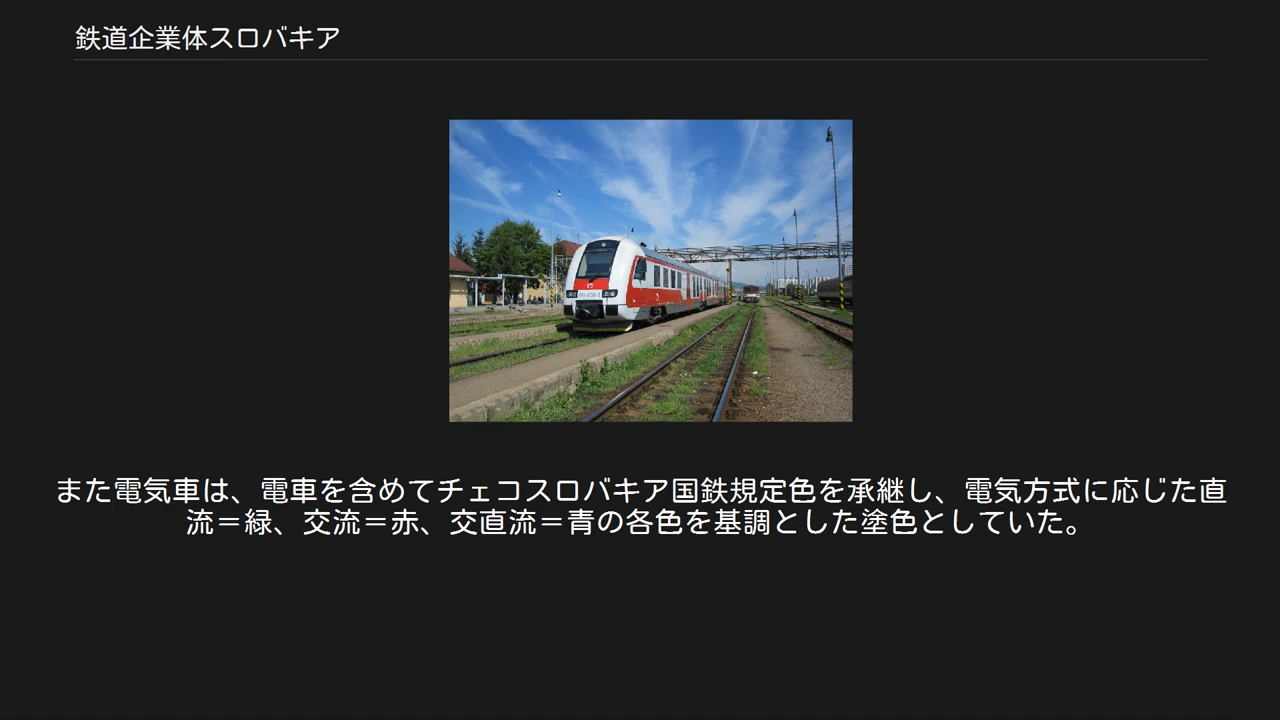 鉄道企業体スロバキア
また電気車は、電車を含めてチェコスロバキア国鉄規定色を承継し、電気方式に応じた直
流＝緑、交流＝赤、交直流＝青の各色を基調とした塗色としていた。